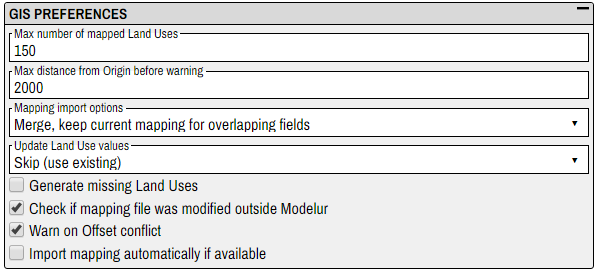 GIS PREFERENCES
Max number of mapped Land Uses
150
Max distance from Origin before warning
2000
Mapping import options
Merge, keep current mapping for overlapping fields
Update Land Use values
Skip (use existing)
Generate missing Land Uses
Check if mapping file was modified outside Modelur
Warn on Offset conflict
Import mapping automatically if available